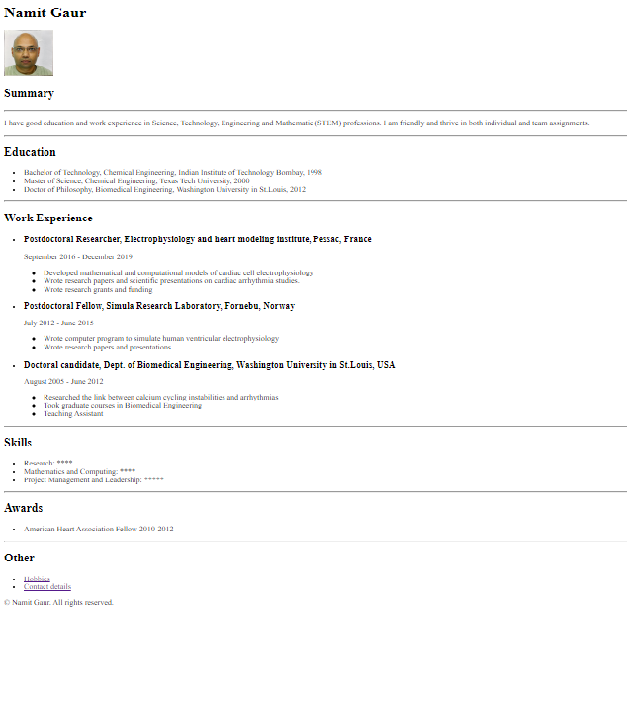 Namit Gaur
Summary
I have good education and work experience in Science, Technology, Engineering and Mathematic (STEM) professions. I am friendly and thrive in both individual and team assignments.
Education
Bachelor of Technology, Chemical Engineering, Indian Institute of Technology Bombay, 1998
Master of Science, Chemical Engineering, Texas Tech University, 2000
Doctor of Philosophy, Biomedical Engineering, Washington University in St.Louis, 2012
Work Experience
Postdoctoral Researcher, Electrophysiology and heart modeling institute, Pessac, France
September 2016 - December 2019
Developed mathematical and computational models of cardiac cell electrophysiology
Wrote research papers and scientific presentations on cardiac arrhythmia studies.
Wrote research grants and funding
Postdoctoral Fellow, Simula Research Laboratory, Fornebu, Norway
July 2012 - June 2015
Wrote computer program to simulate human ventricular electrophysiology
Wrote research papers and presentations
Doctoral candidate, Dept. of Biomedical Engineering, Washington University in St.Louis, USA
August 2005 - June 2012
Researched the link between calcium cycling instabilities and arrhythmias
Took graduate courses in Biomedical Engineering
Teaching Assistant
Skills
Research: ****
Mathematics and Computing: ****
Project Management and Leadership: *****
Awards
American Heart Association Fellow 2010-2012
Other
Hobbies
Contact details
© Namit Gaur. All rights reserved.